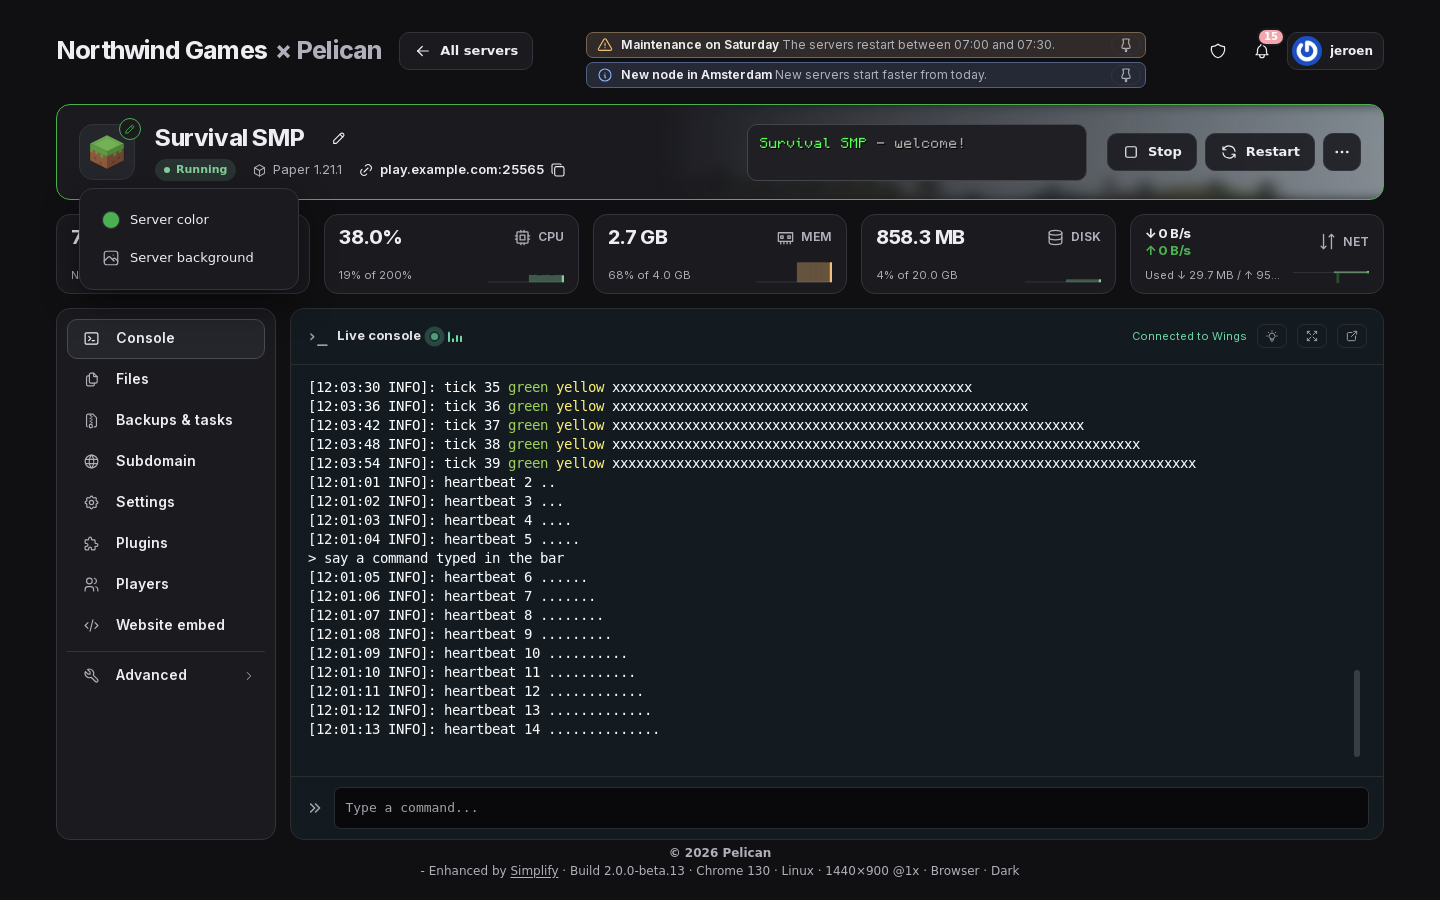 Northwind Games × Pelican
All servers
Maintenance on Saturday The servers restart between 07:00 and 07:30.
New node in Amsterdam New servers start faster from today.
15
jeroen
Survival SMP
Running
Paper 1.21.1
play.example.com:25565
Survival SMP - welcome!
Stop
Restart
Server color
Server background
38.0%
CPU
19% of 200%
2.7 GB
MEM
68% of 4.0 GB
858.3 MB
DISK
4% of 20.0 GB
↓ 0 B/s
↑ 0 B/s
NET
Used ↓ 29.7 MB / ↑ 95...
Console
Files
Backups & tasks
Subdomain
Settings
Plugins
Players
Website embed
Advanced
Live console
Connected to Wings
[12:03:30 INFO]: tick 35 green yellow xxxxxxxxxxxxxxxxxxxxxxxxxxxxxxxxxxxxxxxxxxxxx
[12:03:36 INFO]: tick 36 green yellow xxxxxxxxxxxxxxxxxxxxxxxxxxxxxxxxxxxxxxxxxxxxxxxxxxxx
[12:03:42 INFO]: tick 37 green yellow xxxxxxxxxxxxxxxxxxxxxxxxxxxxxxxxxxxxxxxxxxxxxxxxxxxxxxxxxxx
[12:03:48 INFO]: tick 38 green yellow xxxxxxxxxxxxxxxxxxxxxxxxxxxxxxxxxxxxxxxxxxxxxxxxxxxxxxxxxxxxxxxxxx
[12:03:54 INFO]: tick 39 green yellow xxxxxxxxxxxxxxxxxxxxxxxxxxxxxxxxxxxxxxxxxxxxxxxxxxxxxxxxxxxxxxxxxxxxxxxxx
[12:01:01 INFO]: heartbeat 2 ..
[12:01:02 INFO]: heartbeat 3 ...
[12:01:03 INFO]: heartbeat 4 ....
[12:01:04 INFO]: heartbeat 5 .....
> say a command typed in the bar
[12:01:05 INFO]: heartbeat 6 ......
[12:01:06 INFO]: heartbeat 7 .......
[12:01:07 INFO]: heartbeat 8 ........
[12:01:08 INFO]: heartbeat 9 .........
[12:01:09 INFO]: heartbeat 10 ..........
[12:01:10 INFO]: heartbeat 11 ...........
[12:01:11 INFO]: heartbeat 12 ............
[12:01:12 INFO]: heartbeat 13 .............
[12:01:13 INFO]: heartbeat 14 ..............
Type a command...
© 2026 Pelican
- Enhanced by Simplify · Build 2.0.0-beta.13 · Chrome 130 · Linux · 1440×900 @1x · Browser · Dark